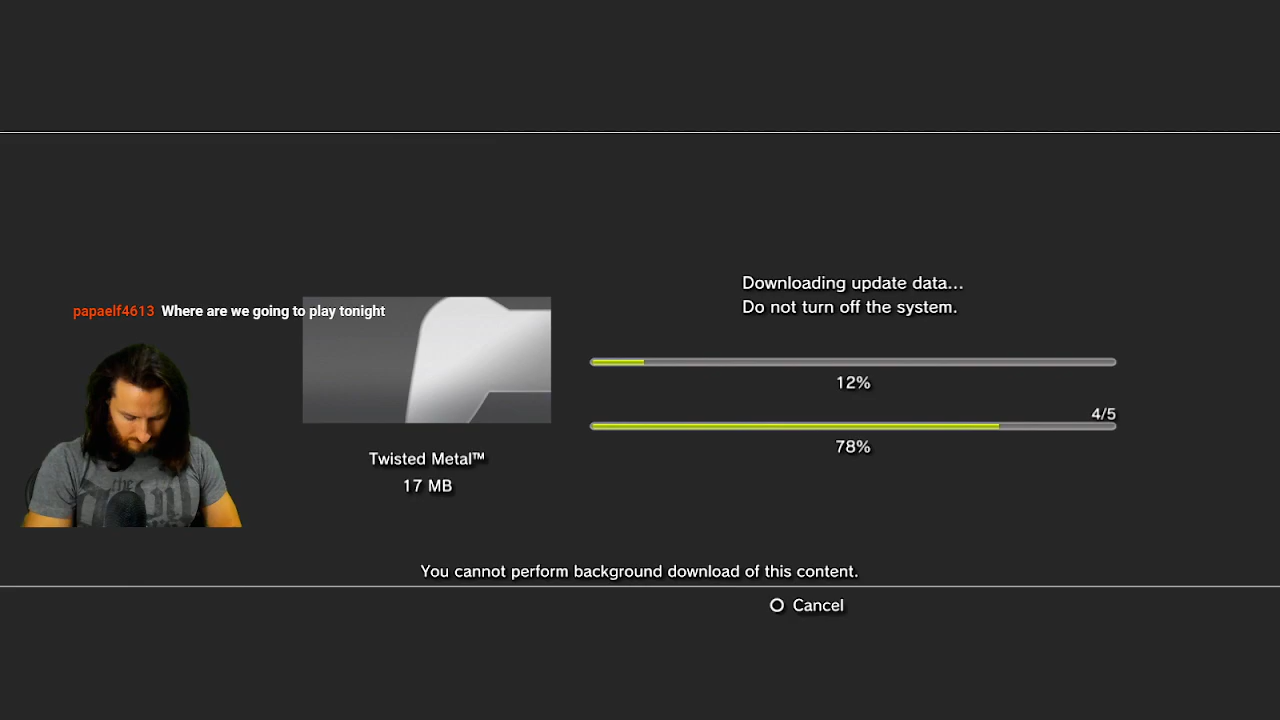 Downloading update data...
Do not turn off the system.
papaelf4613 Where are we going to play tonight
12%
4/5
78%
Twisted Metal™
17 MB
the
You cannot perform background download of this content.
Cancel